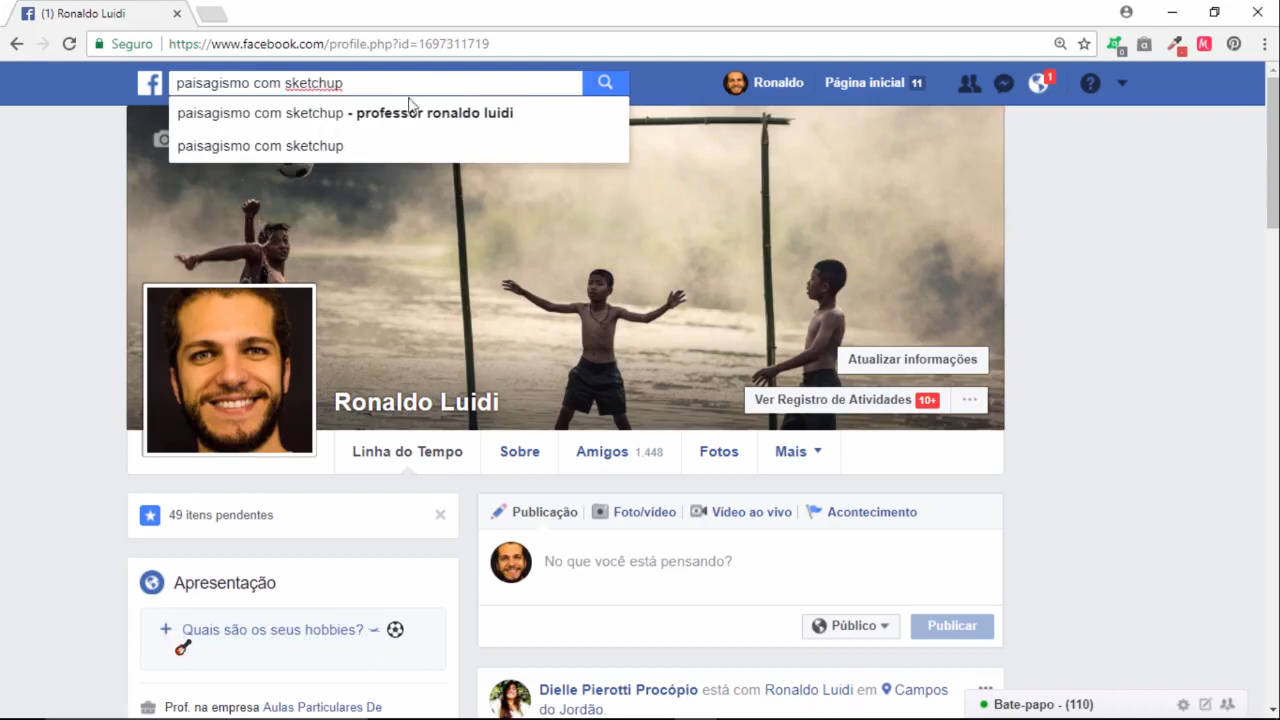 (1) Ronaldo Luidi
Seguro
https://www.facebook.com/profile.php?id=1697311719
paisagismo com sketchup
Ronaldo
Página inicial 11
1
paisagismo com sketchup - professor ronaldo luidi
paisagismo com sketchup
Atualizar informações
Ver Registro de Atividades 10+
Ronaldo Luidi
Linha do Tempo
Sobre
Amigos 1.448
Fotos
Mais
49 itens pendentes
Publicação
Foto/vídeo
Vídeo ao vivo
Acontecimento
No que você está pensando?
Apresentação
Quais são os seus hobbies?
Público
Publicar
Dielle Pierotti Procópio está com Ronaldo Luidi em Campos
do Jordão.
Prof. na empresa Aulas Particulares De
Bate-papo - (110)